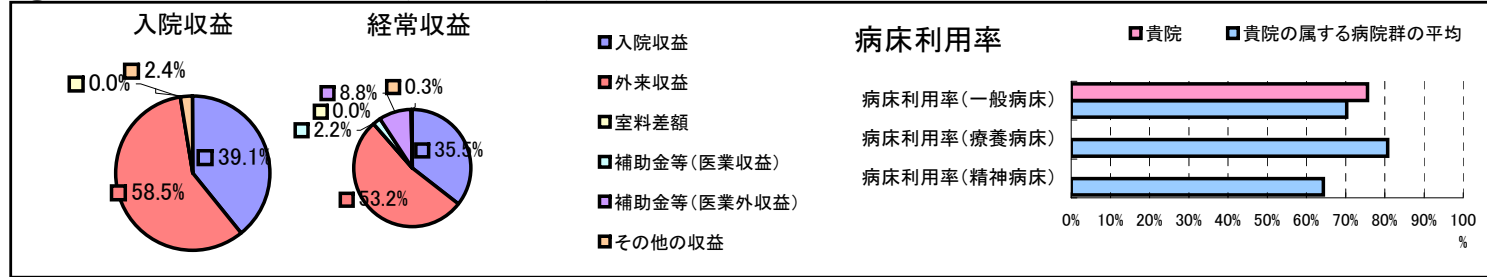 入院収益
0.0%
2.4%
39.1%
58.5%
経常収益
8.8%
0.3%
0.0%
2.2%
35.5%
53.2%
入院収益
外来収益
室料差額
補助金等(医業収益)
補助金等(医業外収益)
その他の収益
病床利用率
貴院
貴院の属する病院群の平均
病床利用率(一般病床)
病床利用率(療養病床)
病床利用率(精神病床)
0% 10% 20% 30% 40% 50% 60% 70% 80% 90% 100
%